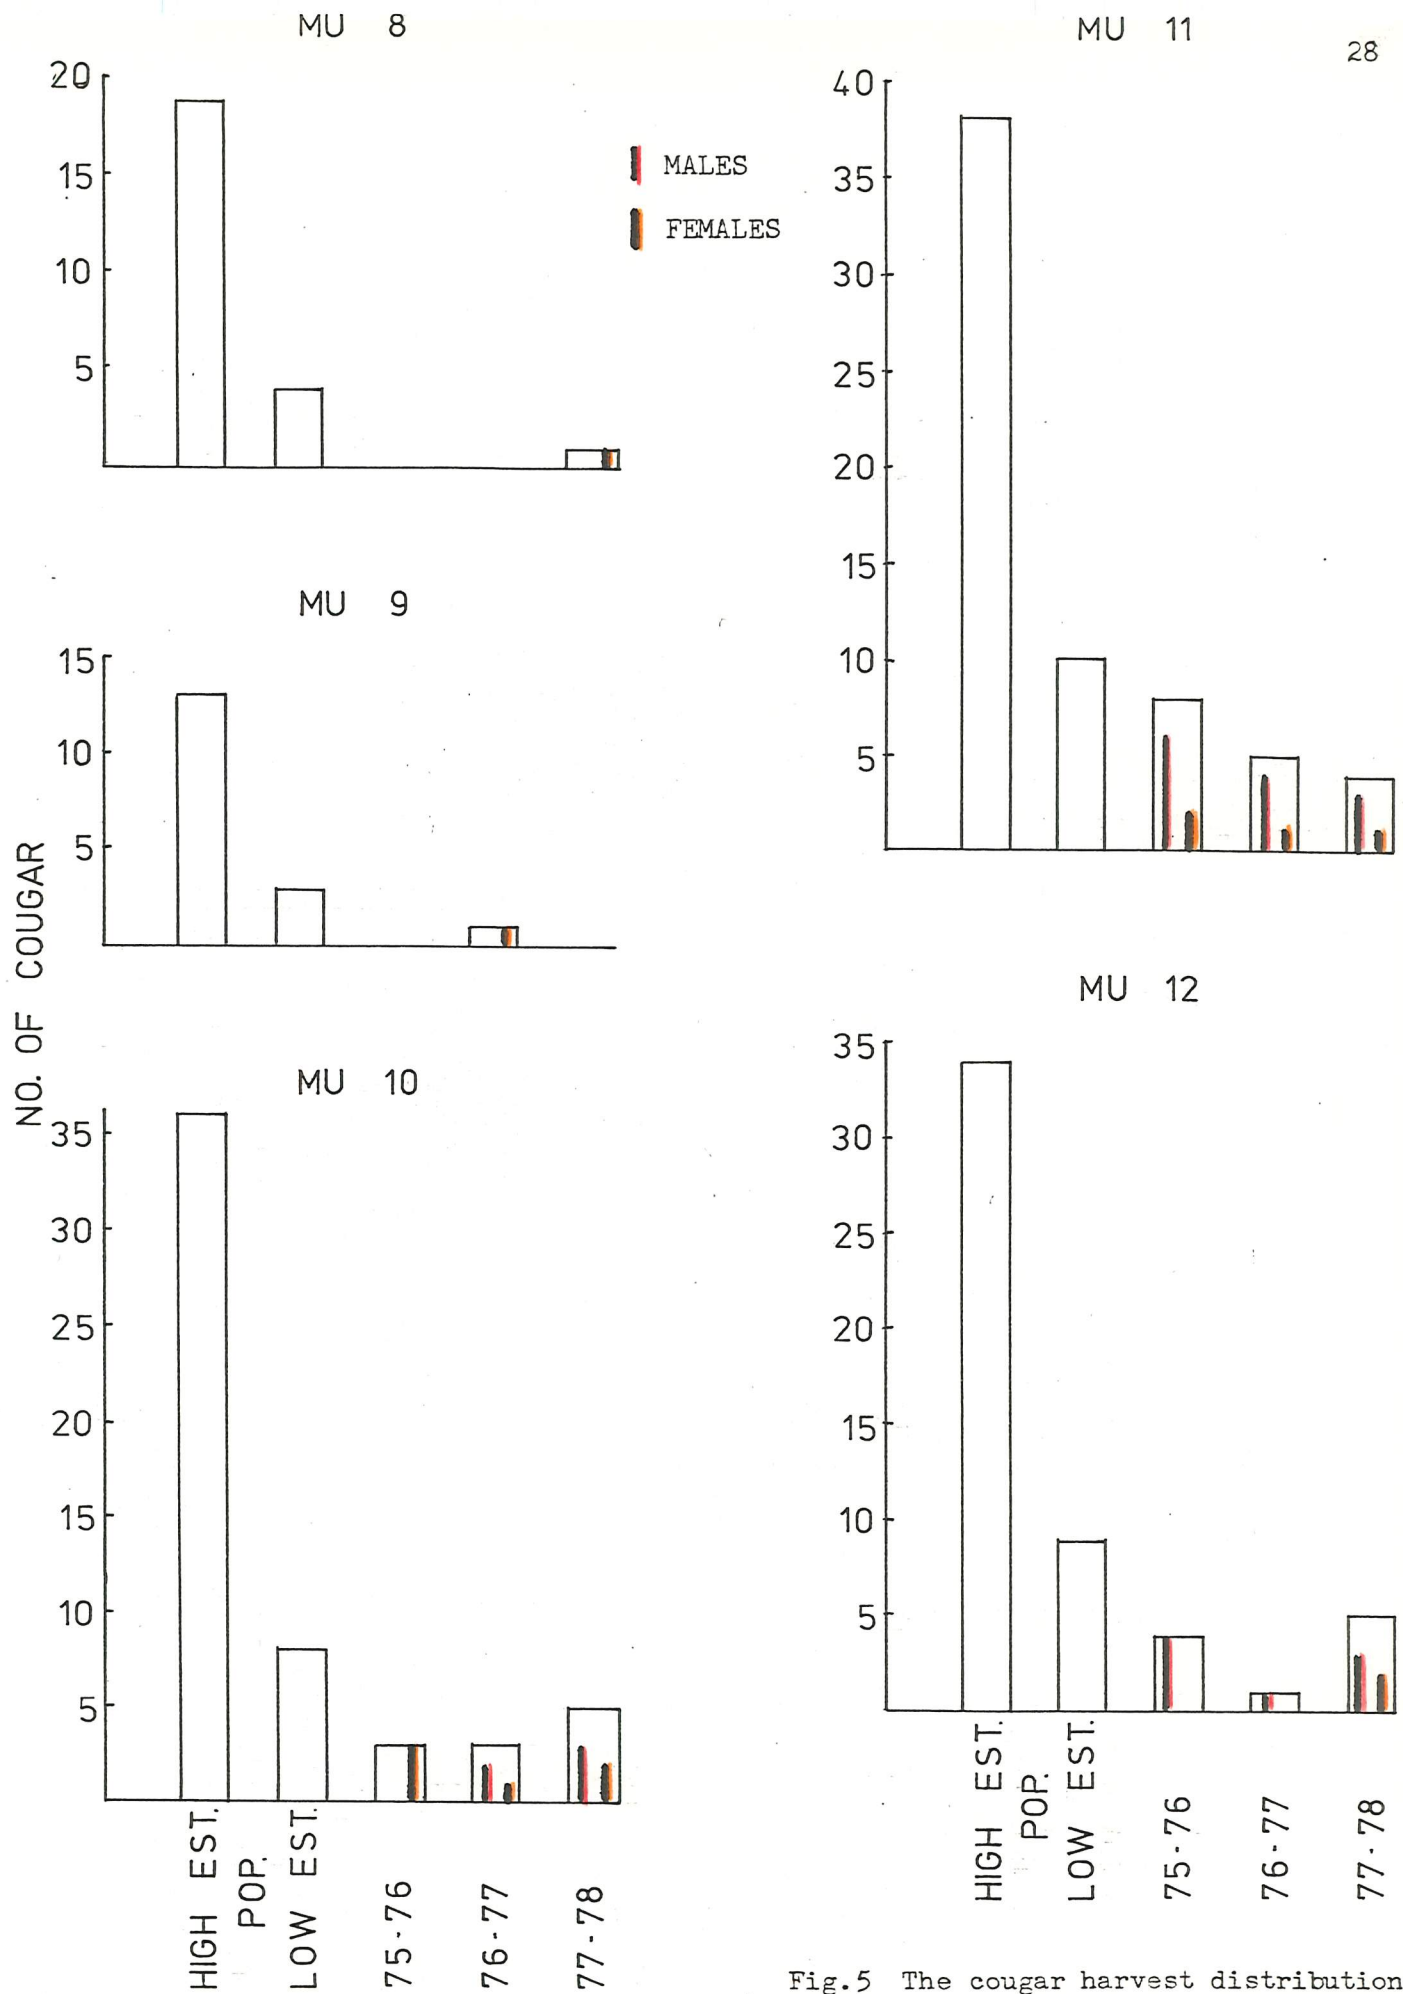 MU 8
20
15
10
5
MALES
FEMALES
MU 11
28
40
35
30
25
20
15
10
5
MU 9
15
10
5
NO. OF COUGAR
MU 10
35
30
25
20
15
10
5
HIGH EST.
POP.
LOW EST.
75-76
76-77
77-78
MU 12
35
30
25
20
15
10
5
HIGH EST.
POP.
LOW EST.
75-76
76-77
77-78
Fig.5 The cougar harvest distribution